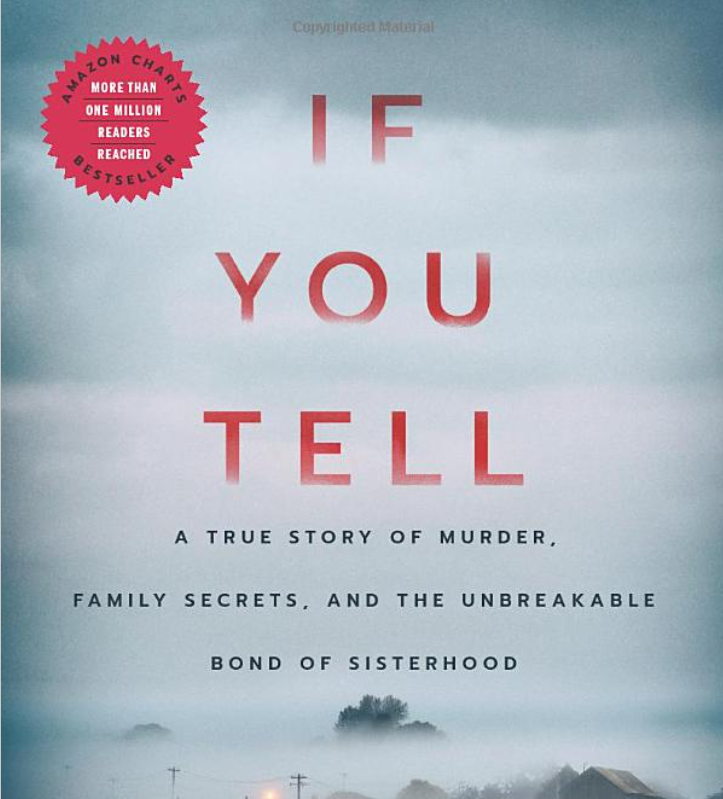 Copyrighted Material
AMAZON CHARTS
MORE THAN
ONE MILLION
READERS
REACHED
BESTSELLER
IF
YOU
TELL
A TRUE STORY OF MURDER,
FAMILY SECRETS, AND THE UNBREAKABLE
BOND OF SISTERHOOD